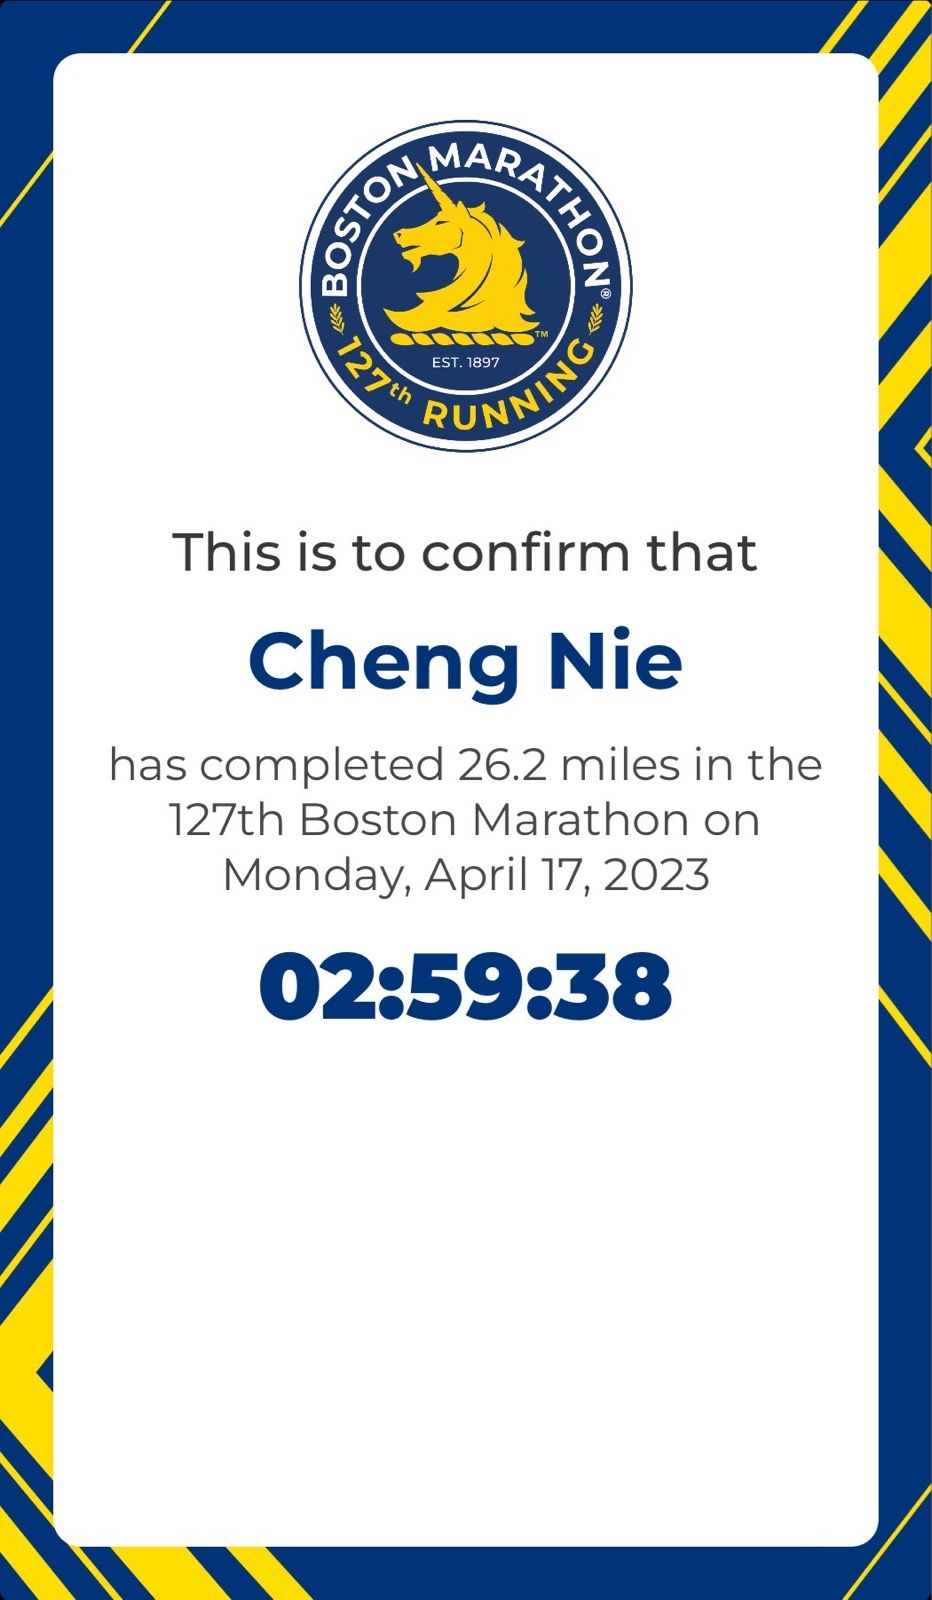 BOSTON MARATHON®
™
EST. 1897
127th RUNNING
This is to confirm that
Cheng Nie
has completed 26.2 miles in the
127th Boston Marathon on
Monday, April 17, 2023
02:59:38